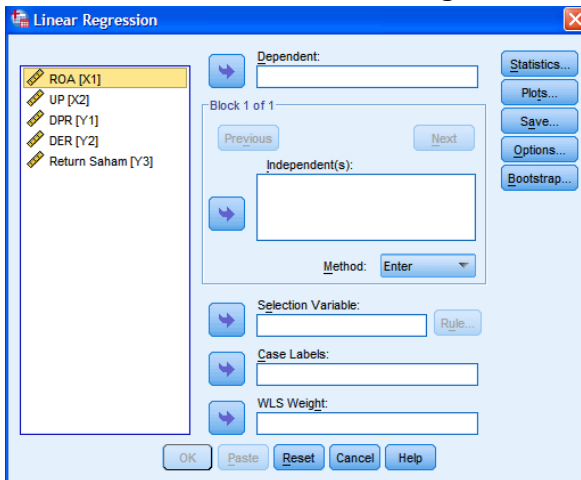 Linear Regression
ROA [X1]
UP [X2]
DPR [Y1]
DER [Y2]
Return Saham [Y3]
Dependent:
Block 1 of 1
Previous
Next
Independent(s):
Method: Enter
Selection Variable:
Rule...
Case Labels:
WLS Weight:
Statistics...
Plots...
Save...
Options...
Bootstrap...
OK Paste Reset Cancel Help